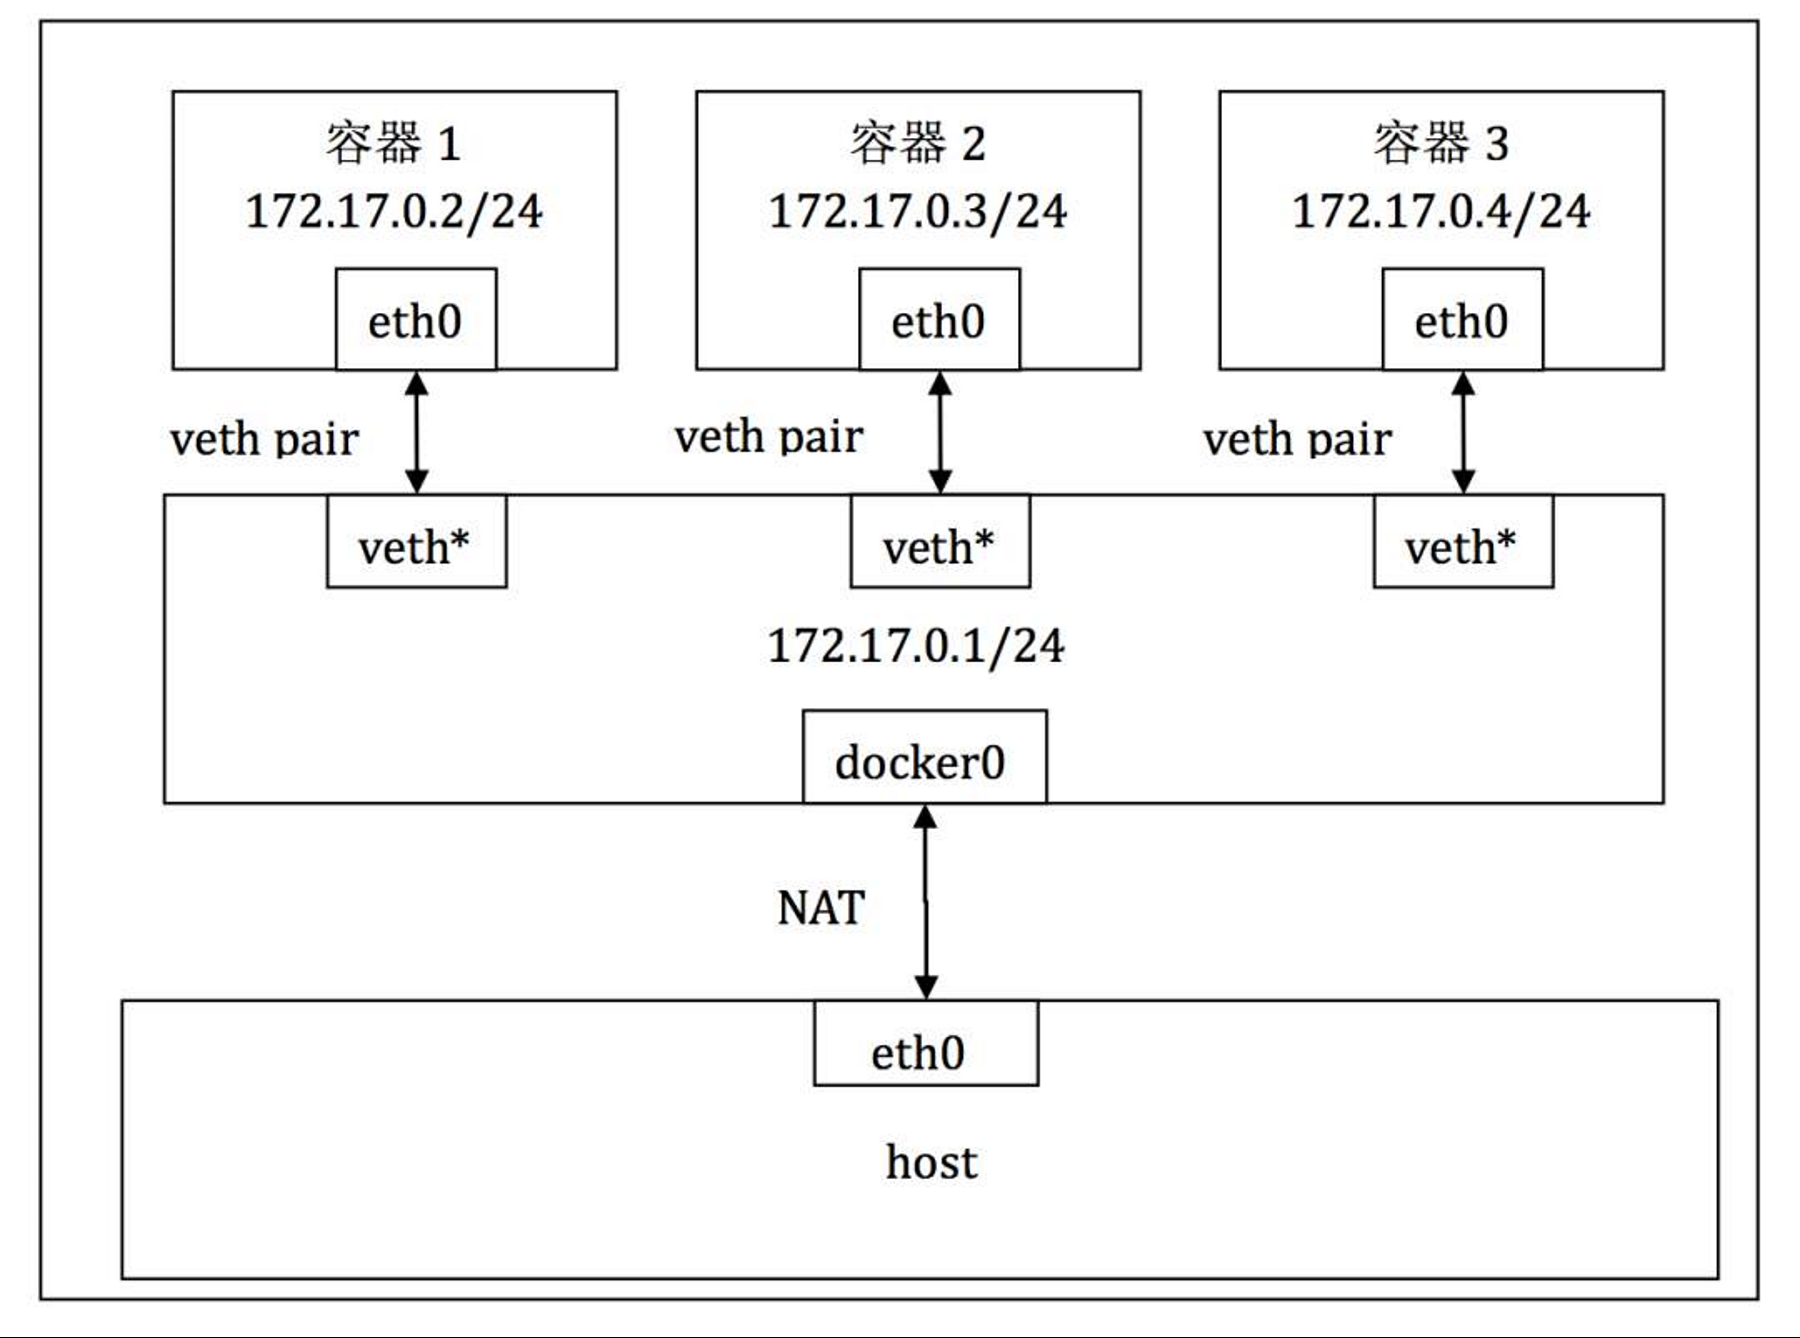 容器 1
172.17.0.2/24
eth0
容器 2
172.17.0.3/24
eth0
容器 3
172.17.0.4/24
eth0
veth pair
veth pair
veth pair
veth*
veth*
veth*
172.17.0.1/24
docker0
NAT
eth0
host